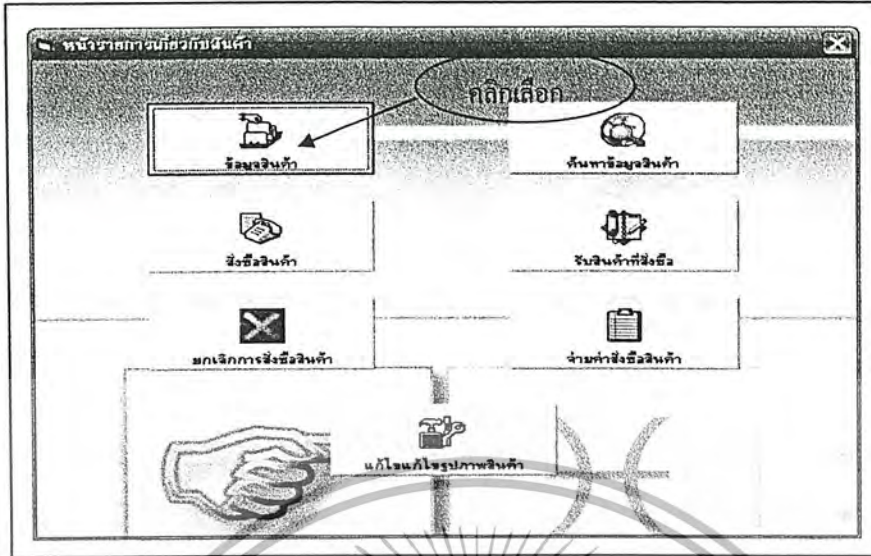 หน้ารายการเกี่ยวกับสินค้า
คลิกเลือก
ข้อมูลสินค้า
ค้นหาข้อมูลสินค้า
สั่งซื้อสินค้า
รับสินค้าที่สั่งซื้อ
ยกเลิกการสั่งซื้อสินค้า
จ่ายค่าสั่งซื้อสินค้า
แก้ไขแก้ไขรูปภาพสินค้า